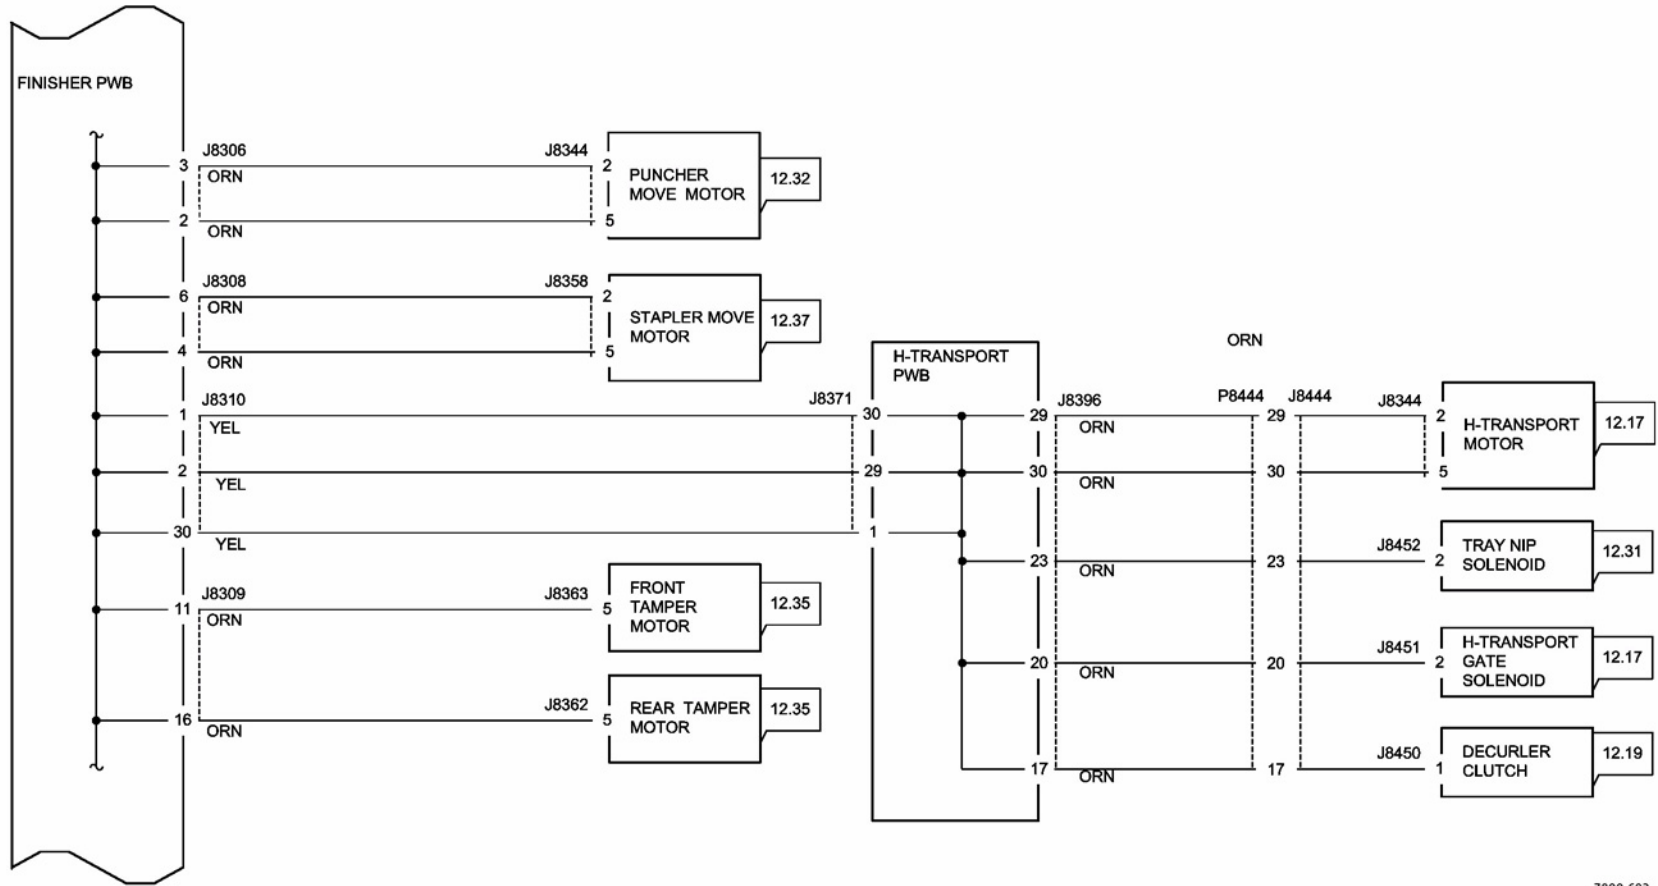 FINISHER PWB
3 J8306 J8344 2
ORN
PUNCHER
MOVE MOTOR
12.32
2 5
ORN
6 J8308 J8358 2
ORN
STAPLER MOVE
MOTOR
12.37
4 5
ORN
ORN
H-TRANSPORT
PWB
1 J8310 J8371 30 29 J8396 P8444 29 J8444 J8344 2
YEL ORN
H-TRANSPORT
MOTOR
12.17
2 29 30 30 5
YEL ORN
30 1
YEL
23 23 J8452 2
ORN
TRAY NIP
SOLENOID
12.31
11 J8309 J8363 5
ORN
FRONT
TAMPER
MOTOR
12.35
20 20 J8451 2
ORN
H-TRANSPORT
GATE
SOLENOID
12.17
16 J8362 5
ORN
REAR TAMPER
MOTOR
12.35
17 17 J8450 1
ORN
DECURLER
CLUTCH
12.19